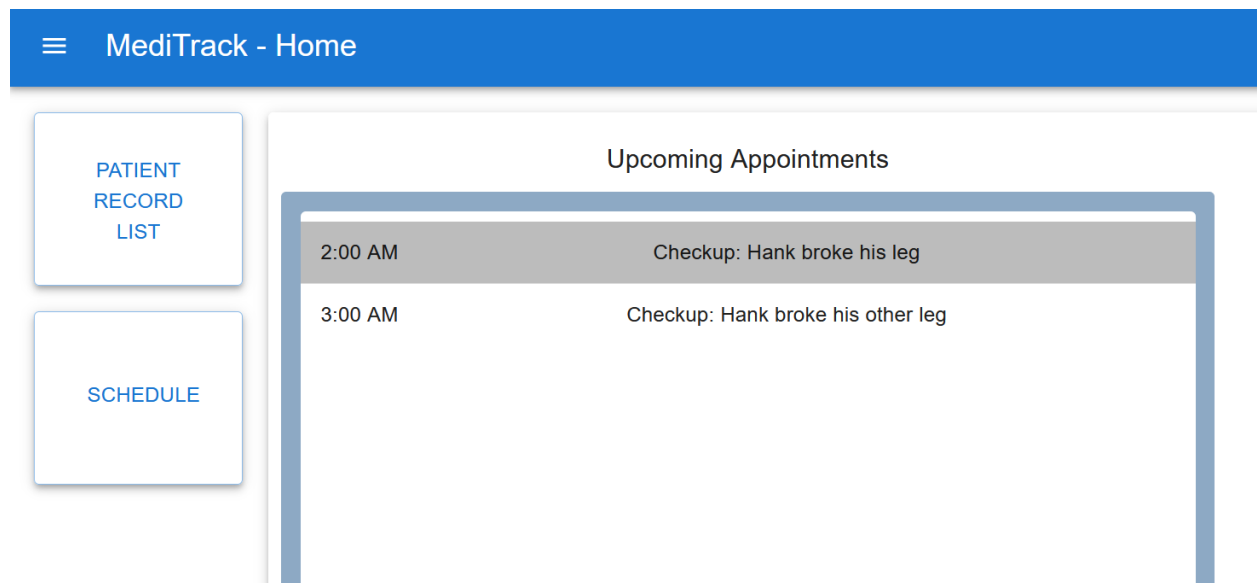 MediTrack - Home
PATIENT
RECORD
LIST
SCHEDULE
Upcoming Appointments
2:00 AM Checkup: Hank broke his leg
3:00 AM Checkup: Hank broke his other leg